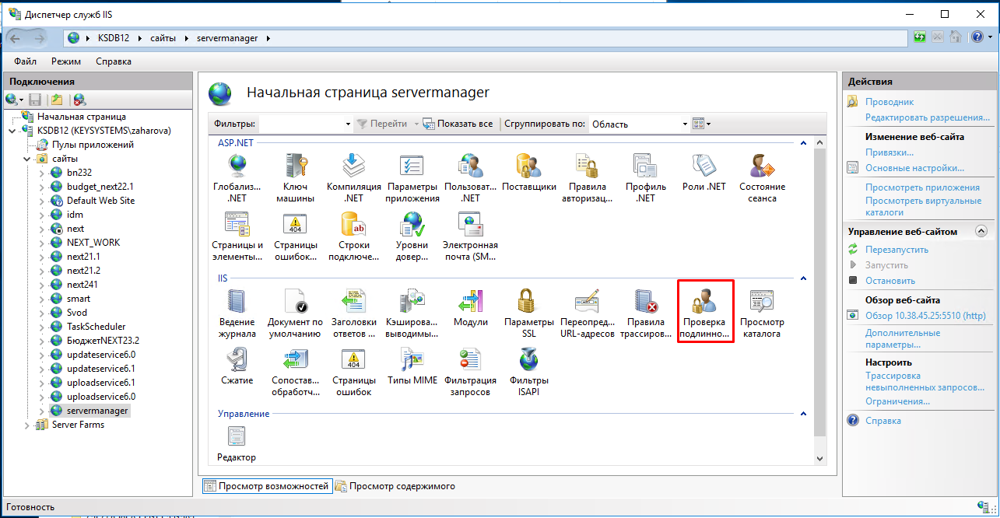 Диспетчер служб IIS
KSDB12 сайты servermanager
Файл Режим Справка
Подключения
Начальная страница
KSDB12 (KEYSYSTEMS\zaharova)
Пулы приложений
сайты
bn232
budget_next22.1
Default Web Site
idm
next
NEXT_WORK
next21.1
next21.2
next241
smart
Svod
TaskScheduler
БюджетNEXT23.2
updateservice6.0
updateservice6.1
uploadservice6.1
uploadservice6.0
servermanager
Server Farms
Начальная страница servermanager
Фильтры: Перейти Показать все Сгруппировать по: Область
ASP.NET
Глобализ... .NET
Ключ машины
Компиляция .NET
Параметры приложения
Пользоват... .NET
Поставщики
Правила авторизац...
Профиль .NET
Роли .NET
Состояние сеанса
Страницы и элементы...
404
Страницы ошибок...
ab
Строки подключе...
Уровни довер...
Электронная почта (SM...
IIS
Ведение журнала
Документ по умолчанию
Заголовки ответов ...
Кэширова... выводимы...
Модули
Параметры SSL
Переопред... URL-адресов
Правила трассиров...
Проверка подлинно...
Просмотр каталога
Сжатие
Сопостав... обработч...
404
Страницы ошибок
Типы MIME
Фильтрация запросов
Фильтры ISAPI
Управление
Редактор
Просмотр возможностей Просмотр содержимого
Действия
Проводник
Редактировать разрешения...
Изменение веб-сайта
Привязки...
Основные настройки...
Просмотреть приложения
Просмотреть виртуальные
каталоги
Управление веб-сайтом
Перезапустить
Запустить
Остановить
Обзор веб-сайта
Обзор 10.38.45.25:5510 (http)
Дополнительные
параметры...
Настроить
Трассировка
невыполненных запросов...
Ограничения...
Справка
Готовность